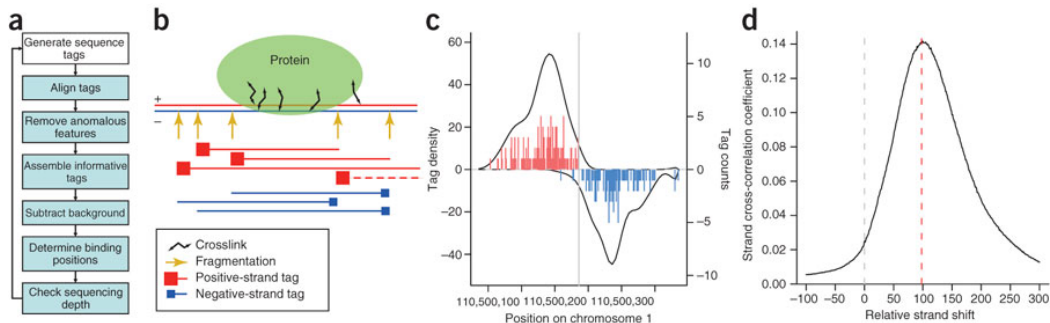 a
Generate sequence
tags
Align tags
Remove anomalous
features
Assemble informative
tags
Subtract background
Determine binding
positions
Check sequencing
depth
b
Protein
+
–
Crosslink
Fragmentation
Positive-strand tag
Negative-strand tag
c
Tag density
60
40
20
0
−20
−40
10
5
0
−5
−10
Tag counts
110,500,100
110,500,200
110,500,300
Position on chromosome 1
d
Strand cross-correlation coefficient
0.14
0.12
0.10
0.08
0.06
0.04
0.02
0
−100
−50
0
50
100
150
200
250
300
Relative strand shift